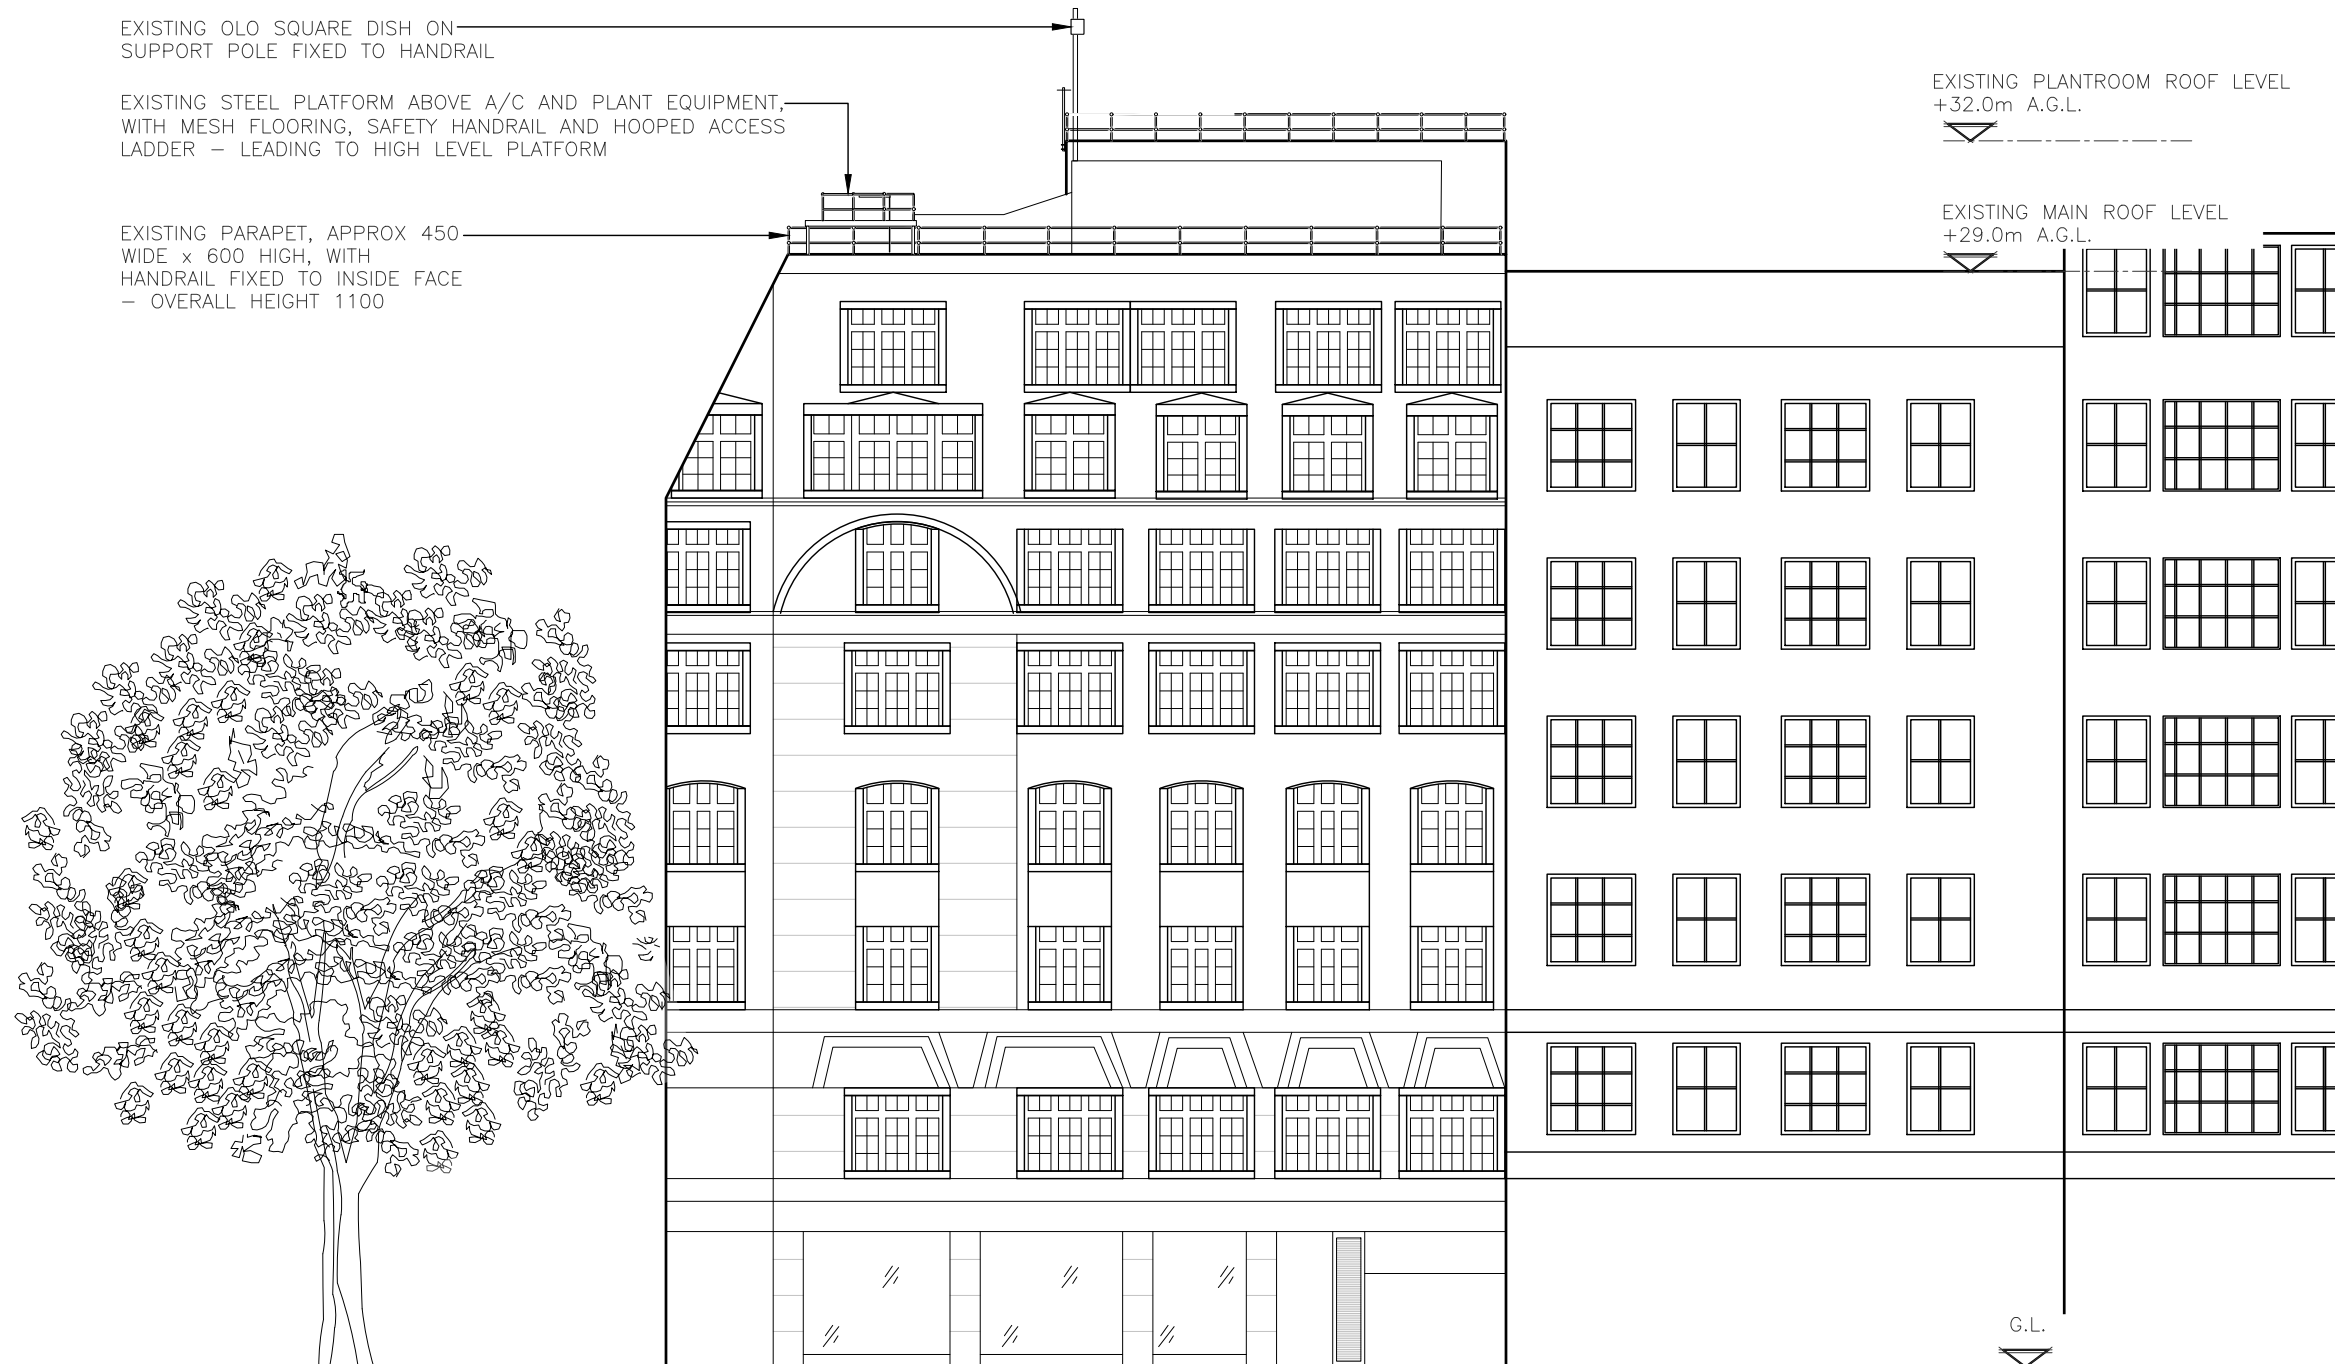 EXISTING OLO SQUARE DISH ON
SUPPORT POLE FIXED TO HANDRAIL
EXISTING STEEL PLATFORM ABOVE A/C AND PLANT EQUIPMENT,
WITH MESH FLOORING, SAFETY HANDRAIL AND HOOPED ACCESS
LADDER – LEADING TO HIGH LEVEL PLATFORM
EXISTING PARAPET, APPROX 450
WIDE x 600 HIGH, WITH
HANDRAIL FIXED TO INSIDE FACE
– OVERALL HEIGHT 1100
EXISTING PLANTROOM ROOF LEVEL
+32.0m A.G.L.
EXISTING MAIN ROOF LEVEL
+29.0m A.G.L.
G.L.